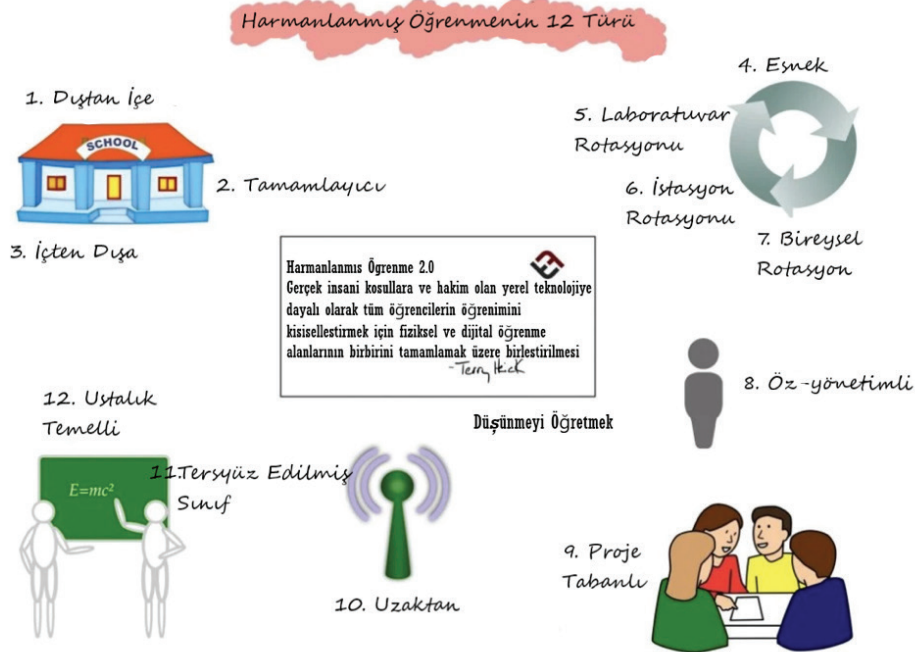 Harmanlanmış Öğrenmenin 12 Türü
1. Dıştan İçe
SCHOOL
2. Tamamlayıcı
3. İçten Dışa
4. Esnek
5. Laboratuvar
Rotasyonu
6. İstasyon
Rotasyonu
7. Bireysel
Rotasyon
Harmanlanmıs Ögrenme 2.0
Gerçek insani kosullara ve hakim olan yerel teknolojiye
dayalı olarak tüm öğrencilerin öğrenimini
kisisellestirmek için fiziksel ve dijital öğrenme
alanlarının birbirini tamamlamak üzere birlestirilmesi
-Terry Heick
Düşünmeyi Öğretmek
8. Öz-yönetimli
9. Proje
Tabanlı
10. Uzaktan
11.Tersyüz Edilmiş
Sınıf
12. Ustalık
Temelli
E=mc²